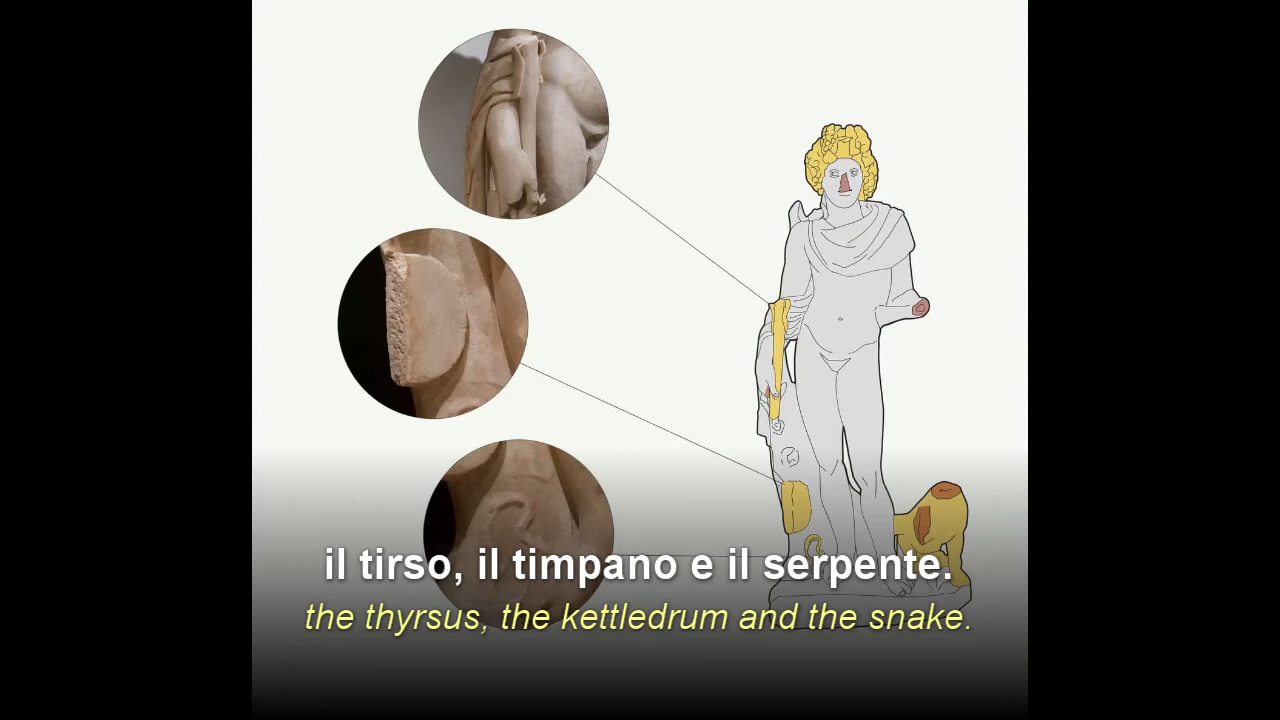 il tirso, il timpano e il serpente.
the thyrsus, the kettledrum and the snake.